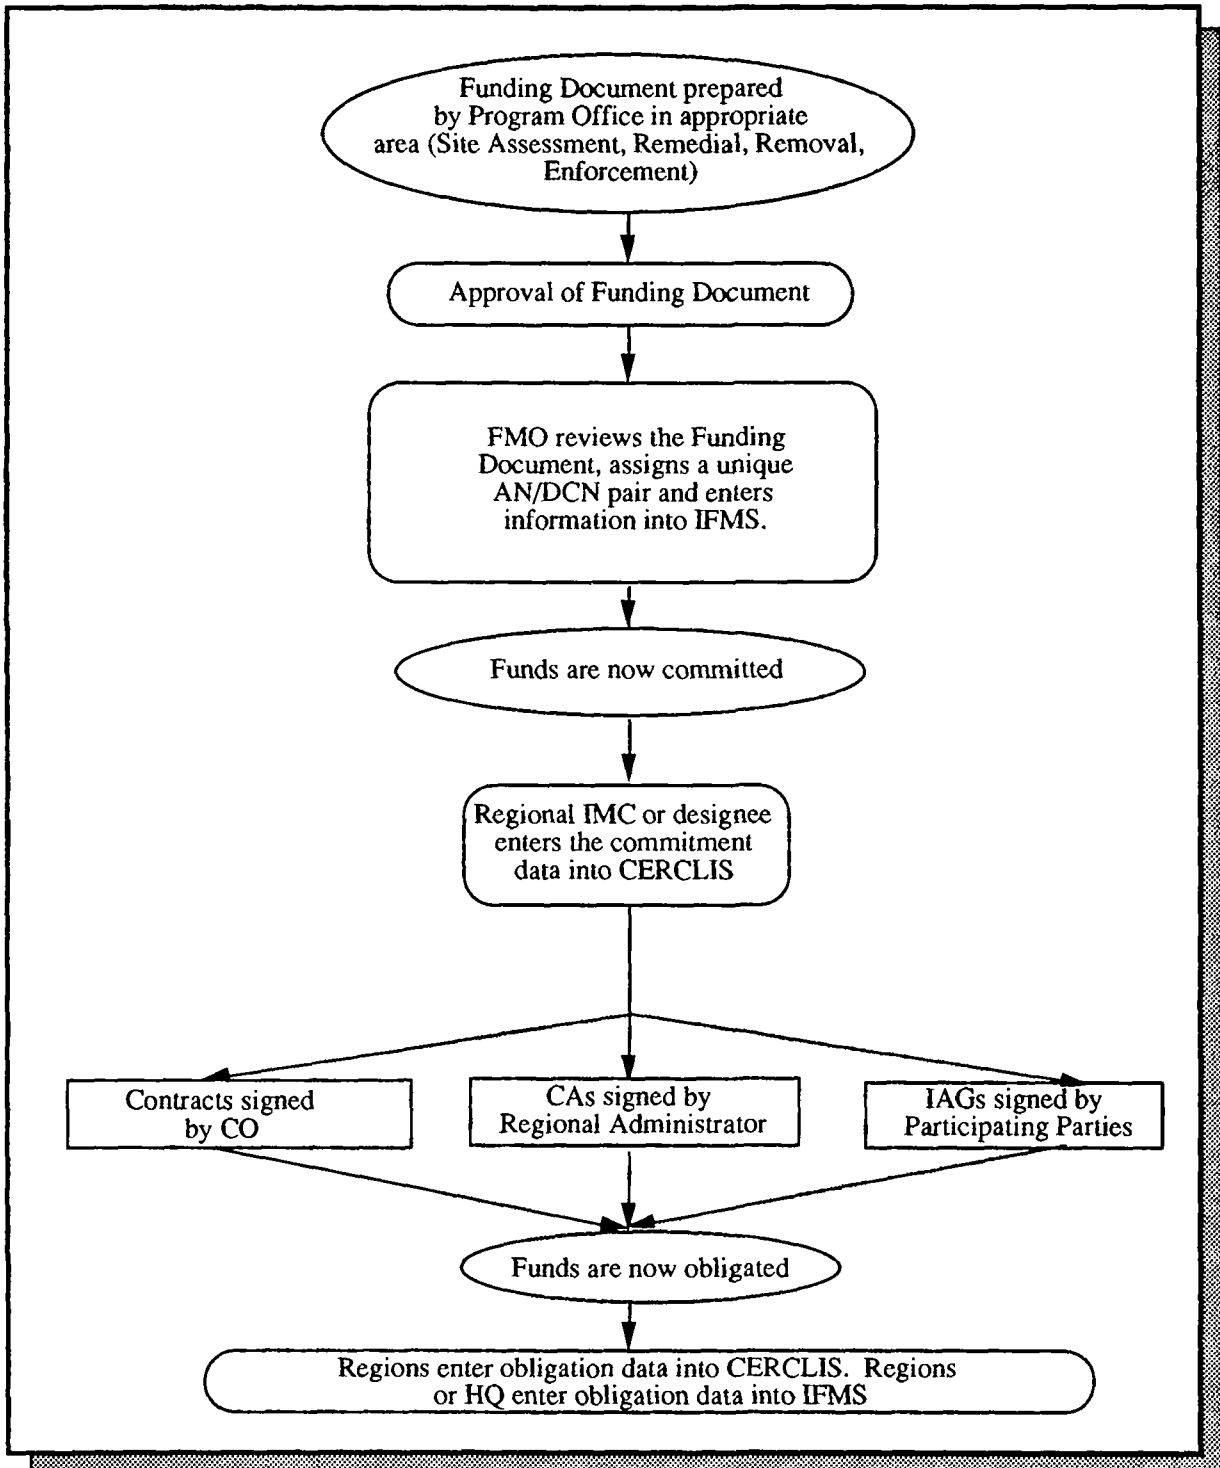 Funding Document prepared
by Program Office in appropriate
area (Site Assessment, Remedial, Removal,
Enforcement)
Approval of Funding Document
FMO reviews the Funding
Document, assigns a unique
AN/DCN pair and enters
information into IFMS.
Funds are now committed
Regional IMC or designee
enters the commitment
data into CERCLIS
Contracts signed
by CO
CAs signed by
Regional Administrator
IAGs signed by
Participating Parties
Funds are now obligated
Regions enter obligation data into CERCLIS. Regions
or HQ enter obligation data into IFMS